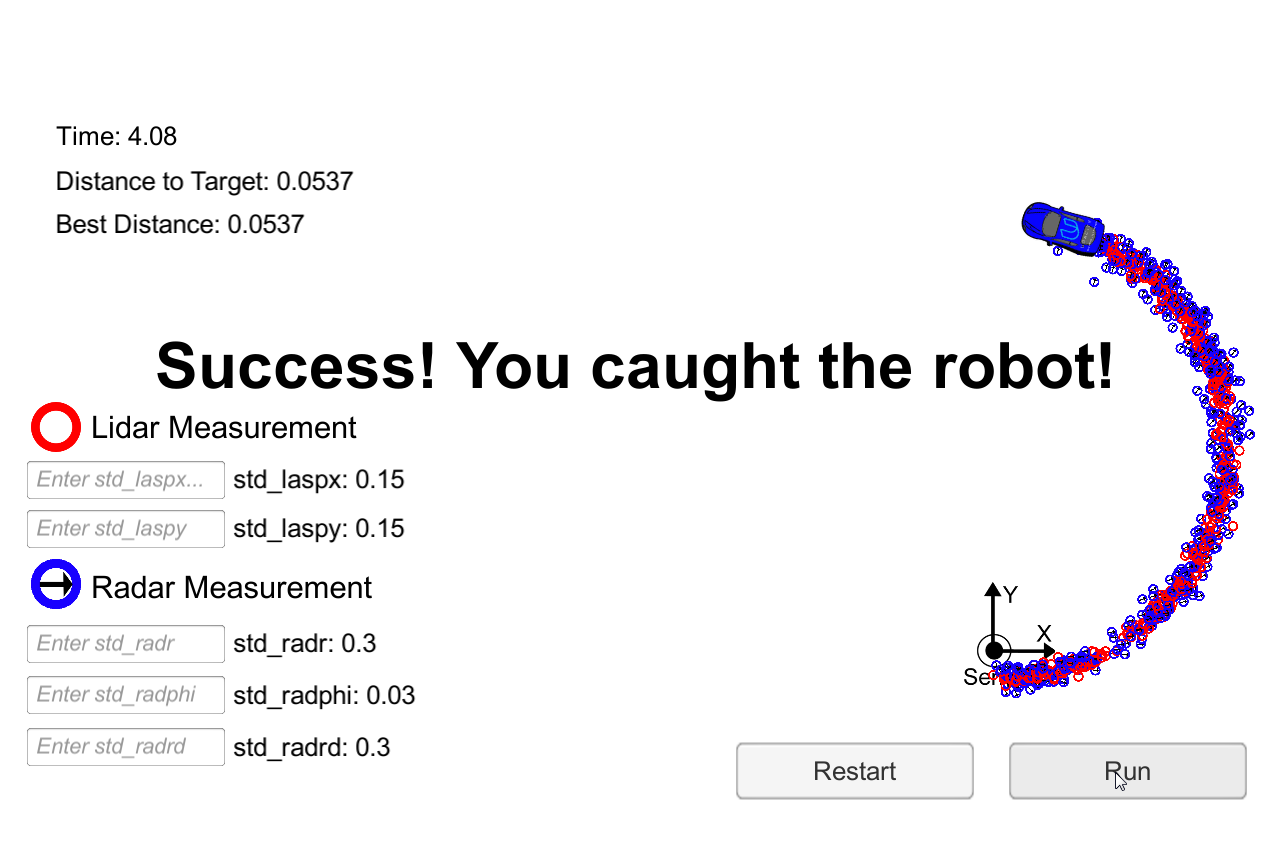 Time: 4.08
Distance to Target: 0.0537
Best Distance: 0.0537
Success! You caught the robot!
Lidar Measurement
Enter std_laspx... std_laspx: 0.15
Enter std_laspy std_laspy: 0.15
Radar Measurement
Enter std_radr std_radr: 0.3
Enter std_radphi std_radphi: 0.03
Enter std_radrd std_radrd: 0.3
Y
X
Restart
Run